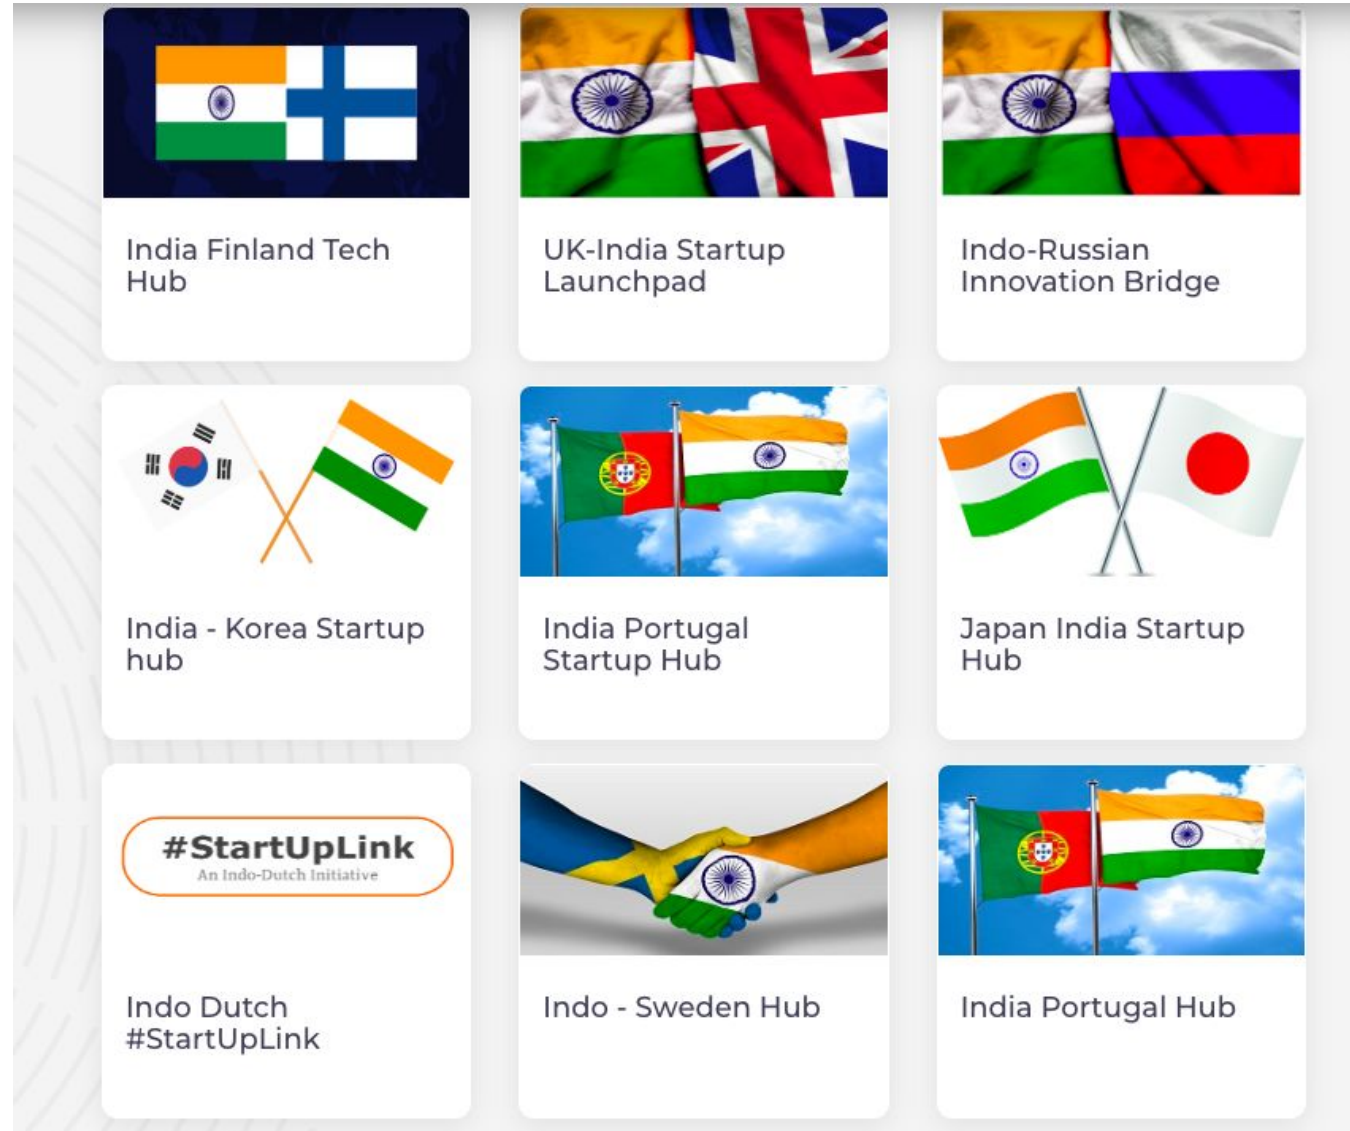 India Finland Tech
Hub
UK-India Startup
Launchpad
Indo-Russian
Innovation Bridge
India - Korea Startup
hub
India Portugal
Startup Hub
Japan India Startup
Hub
#StartUpLink
An Indo-Dutch Initiative
Indo Dutch
#StartUpLink
Indo - Sweden Hub
India Portugal Hub